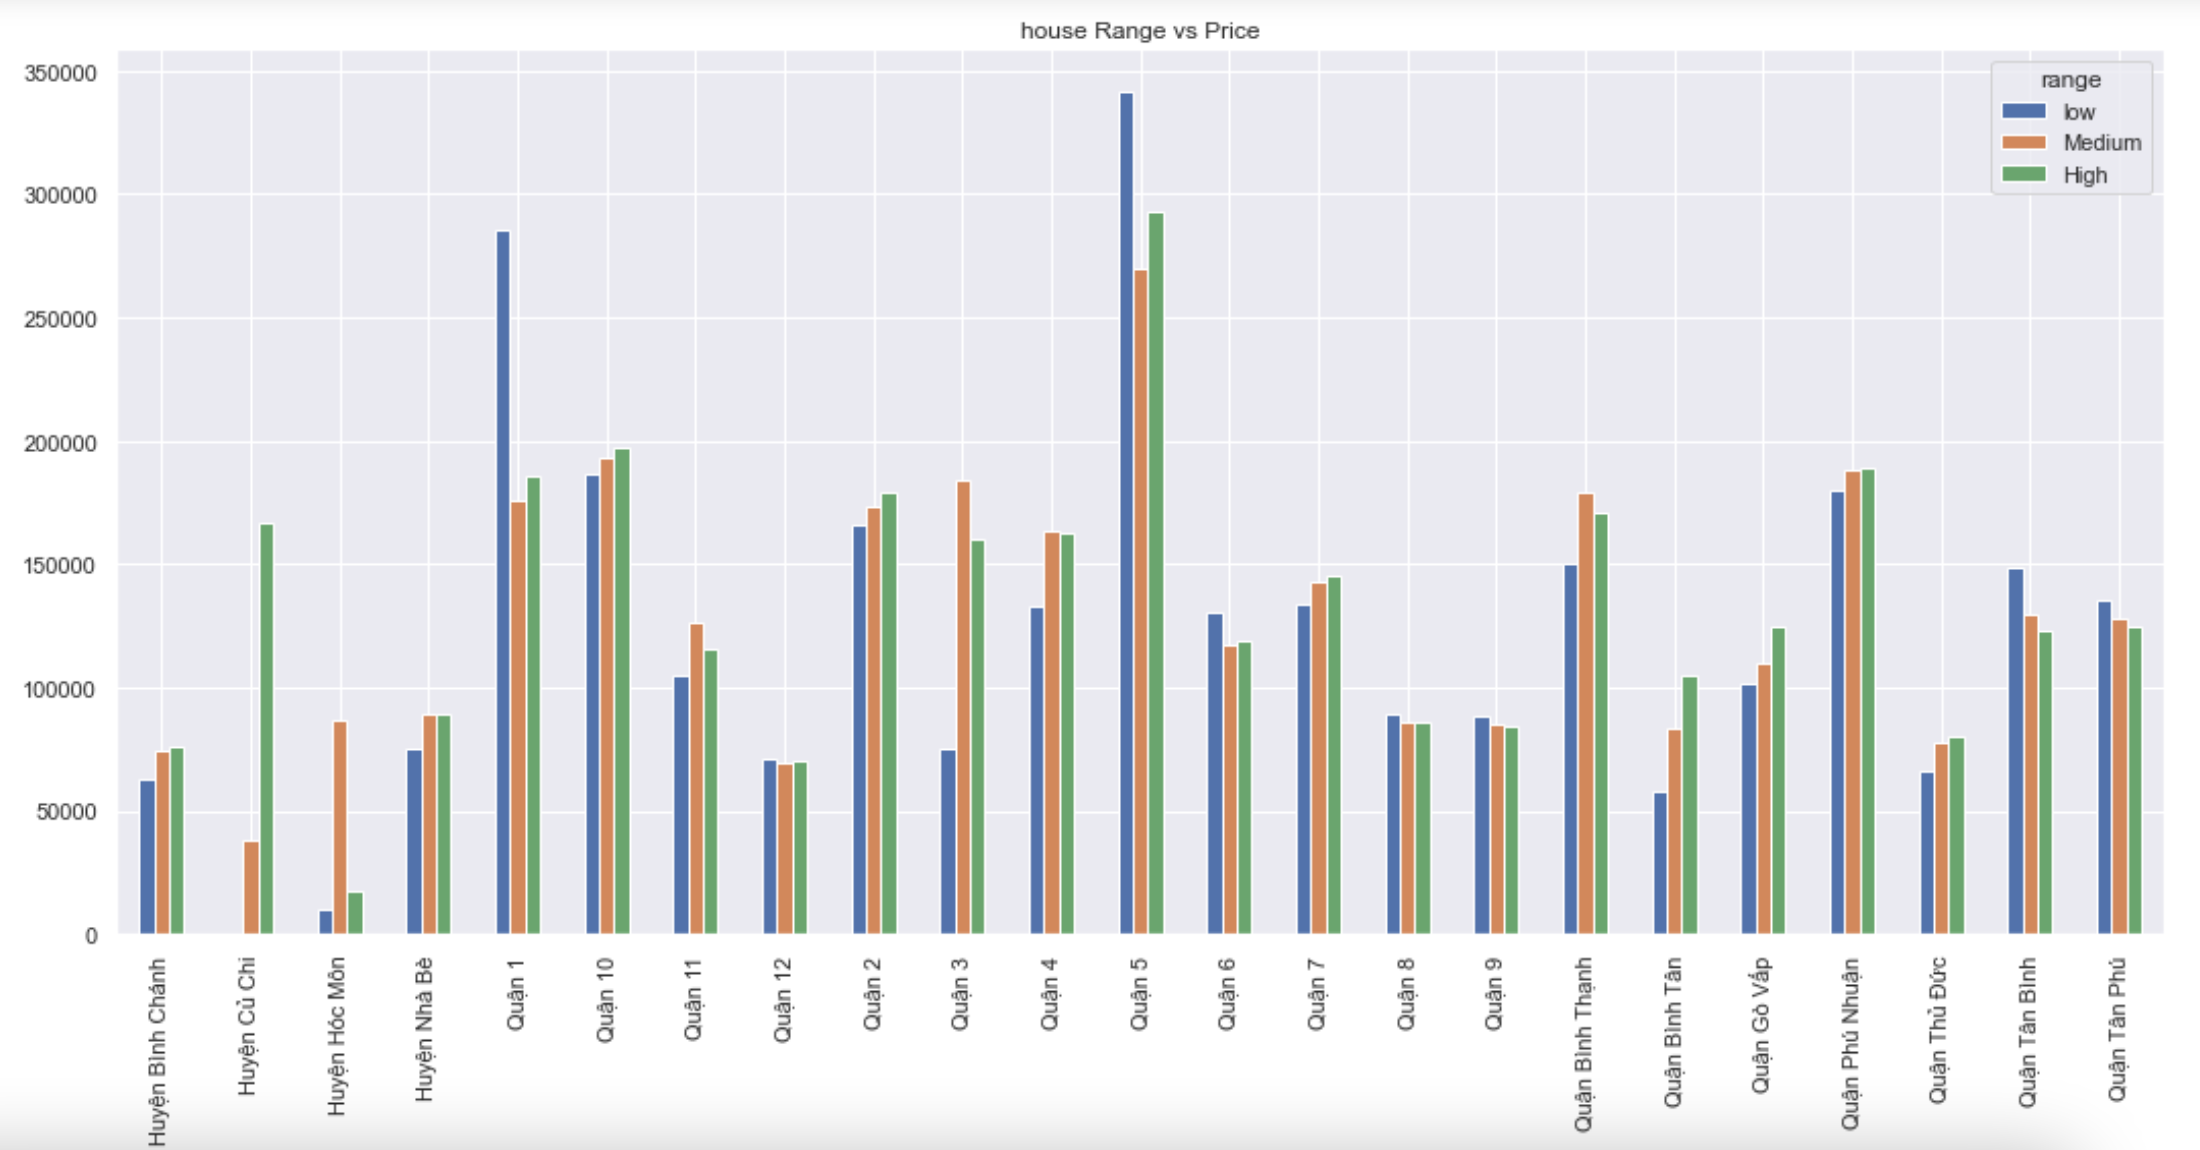 house Range vs Price
350000
300000
250000
200000
150000
100000
50000
0
range
low
Medium
High
Huyện Bình Chánh
Huyện Củ Chi
Huyện Hóc Môn
Huyện Nhà Bè
Quận 1
Quận 10
Quận 11
Quận 12
Quận 2
Quận 3
Quận 4
Quận 5
Quận 6
Quận 7
Quận 8
Quận 9
Quận Bình Thạnh
Quận Bình Tân
Quận Gò Vấp
Quận Phú Nhuận
Quận Thủ Đức
Quận Tân Bình
Quận Tân Phú